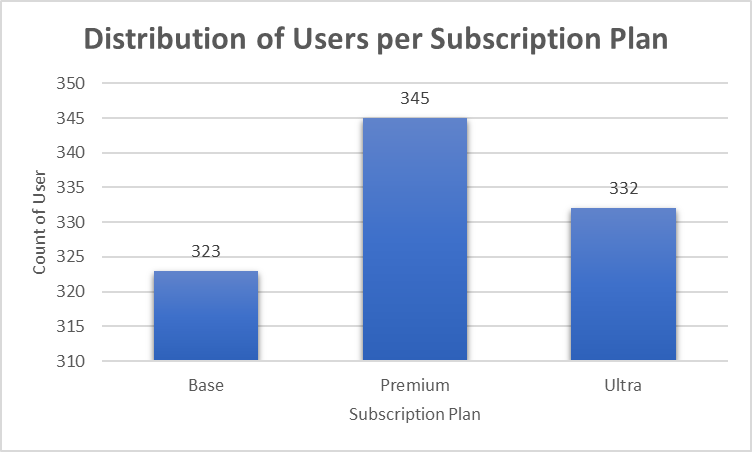 Distribution of Users per Subscription Plan
350
345
340
335
330
325
320
315
310
Count of User
323
345
332
Base
Premium
Ultra
Subscription Plan